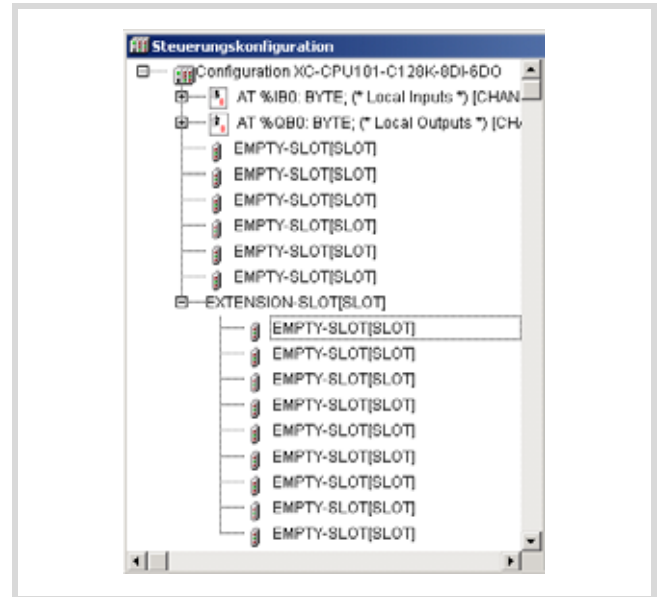 Steuerungskonfiguration
Configuration XC-CPU101-C128K-8DI-6DO
AT %IB0: BYTE; (* Local Inputs *) [CHAN
AT %QB0: BYTE; (* Local Outputs *) [CH
EMPTY-SLOT[SLOT]
EMPTY-SLOT[SLOT]
EMPTY-SLOT[SLOT]
EMPTY-SLOT[SLOT]
EMPTY-SLOT[SLOT]
EMPTY-SLOT[SLOT]
EXTENSION-SLOT[SLOT]
EMPTY-SLOT[SLOT]
EMPTY-SLOT[SLOT]
EMPTY-SLOT[SLOT]
EMPTY-SLOT[SLOT]
EMPTY-SLOT[SLOT]
EMPTY-SLOT[SLOT]
EMPTY-SLOT[SLOT]
EMPTY-SLOT[SLOT]
EMPTY-SLOT[SLOT]